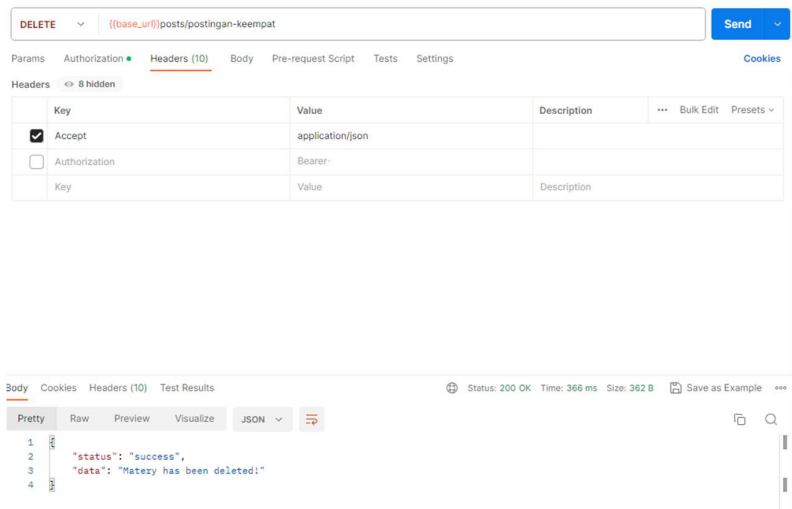 DELETE {{base_url}}posts/postingan-keempat Send
Params Authorization Headers (10) Body Pre-request Script Tests Settings Cookies
Headers 8 hidden
Key Value Description ••• Bulk Edit Presets
Accept application/json
Authorization Bearer
Key Value Description
Body Cookies Headers (10) Test Results Status: 200 OK Time: 366 ms Size: 362 B Save as Example
Pretty Raw Preview Visualize JSON
1 {
2 "status": "success",
3 "data": "Matery has been deleted!"
4 }